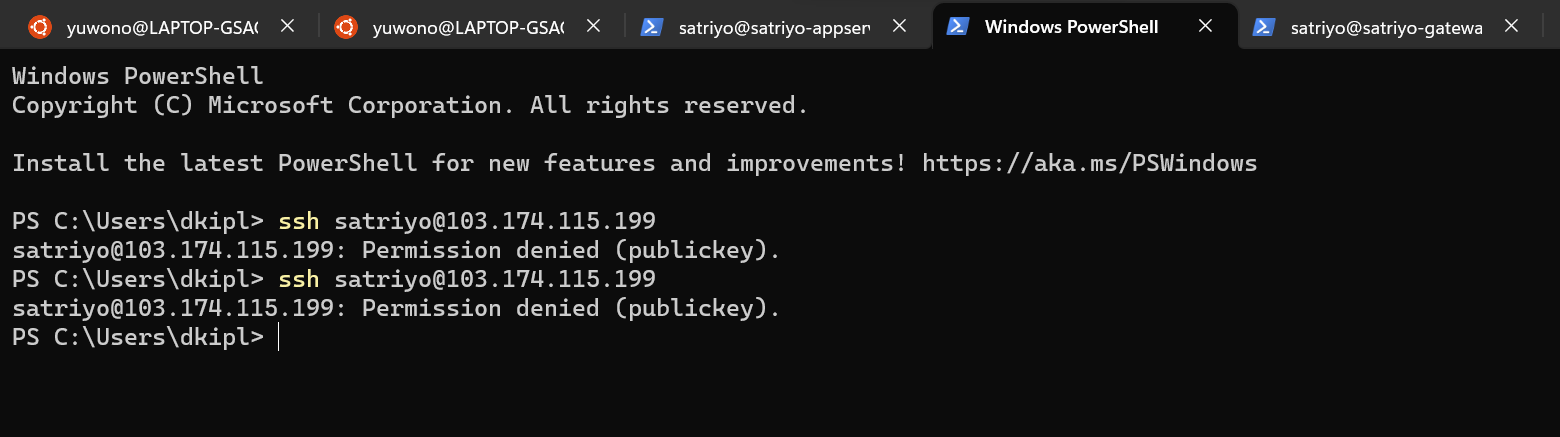 yuwono@LAPTOP-GSA
satriyo@satriyo-appser
Windows PowerShell
satriyo@satriyo-gatewa
yuwono@LAPTOP-GSA
Windows PowerShell
Copyright (C) Microsoft Corporation. All rights reserved.
Install the latest PowerShell for new features and improvements! https://aka.ms/PSWindows
PS C:\Users\dkipl> ssh satriyo@103.174.115.199
satriyo@103.174.115.199: Permission denied (publickey).
PS C:\Users\dkipl> ssh satriyo@103.174.115.199
satriyo@103.174.115.199: Permission denied (publickey).
PS C:\Users\dkipl>